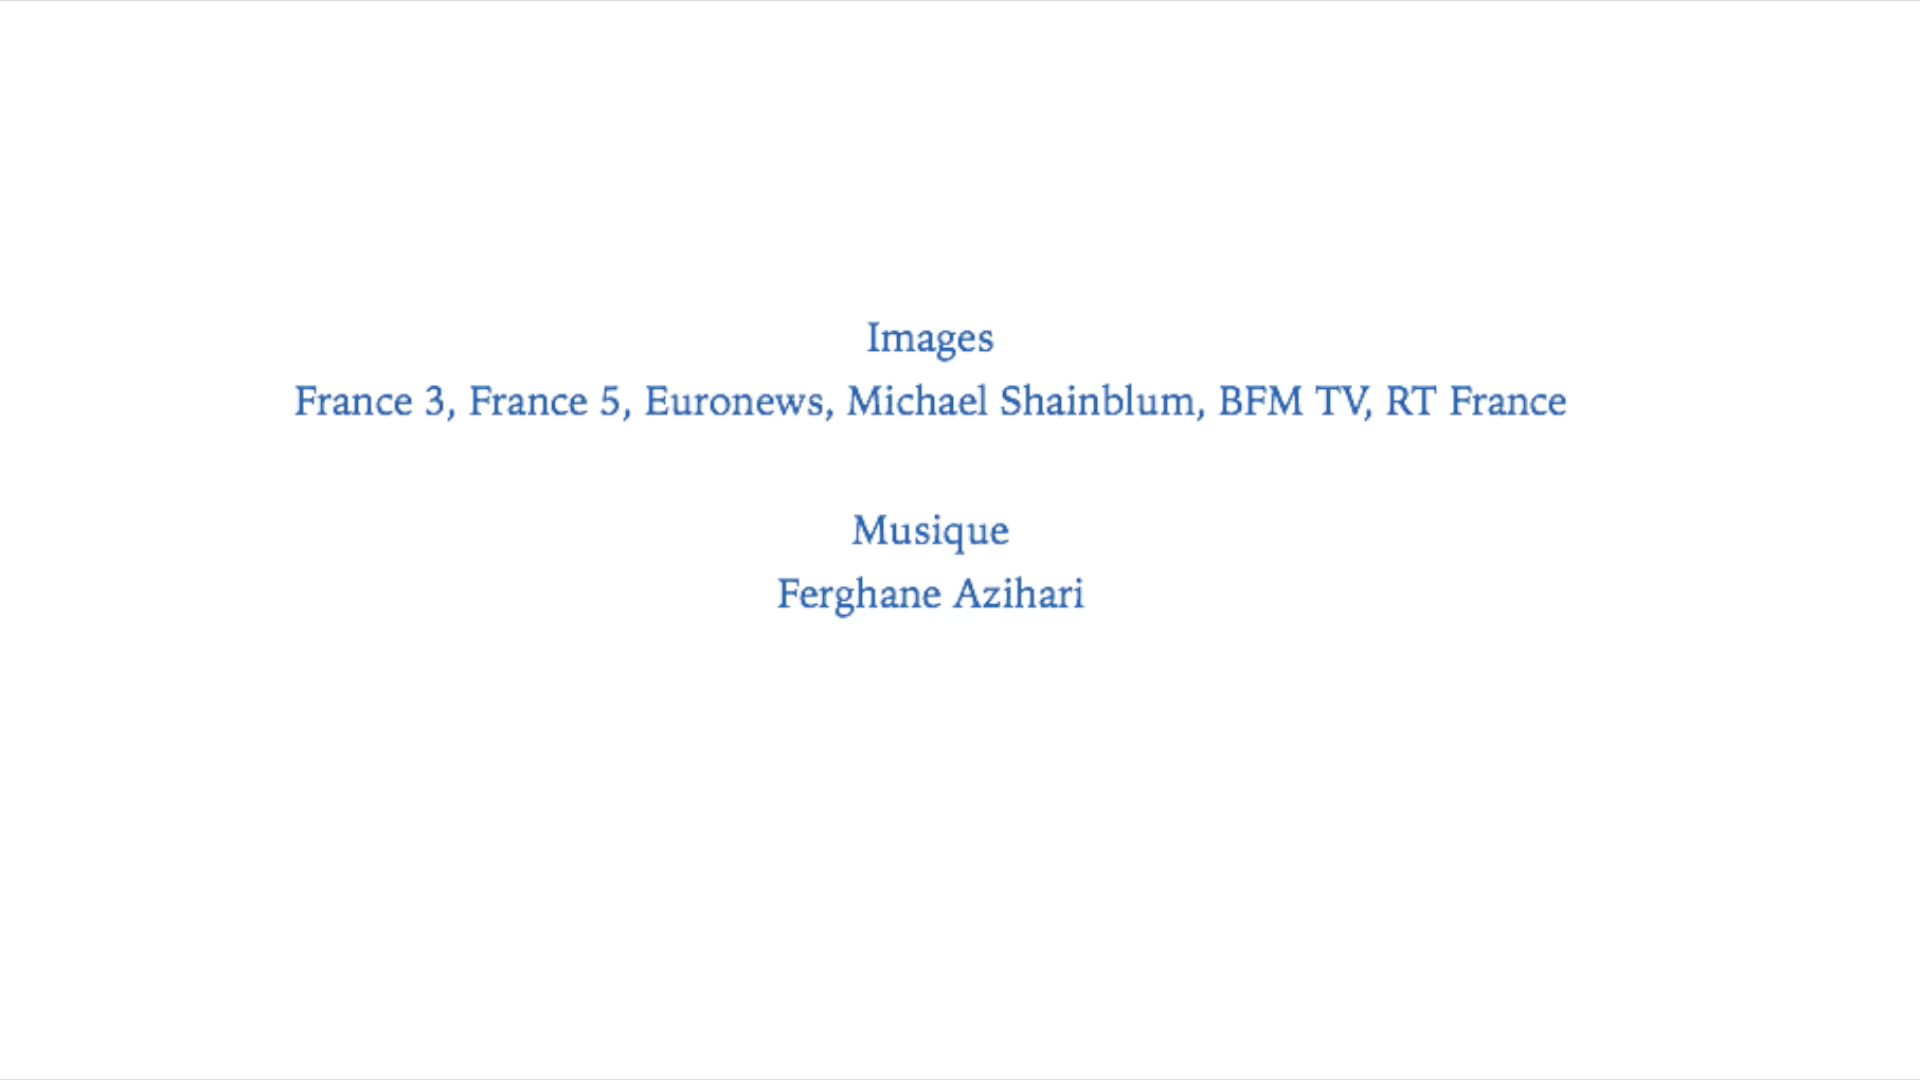 Images
France 3, France 5, Euronews, Michael Shainblum, BFM TV, RT France
Musique
Ferghane Azihari